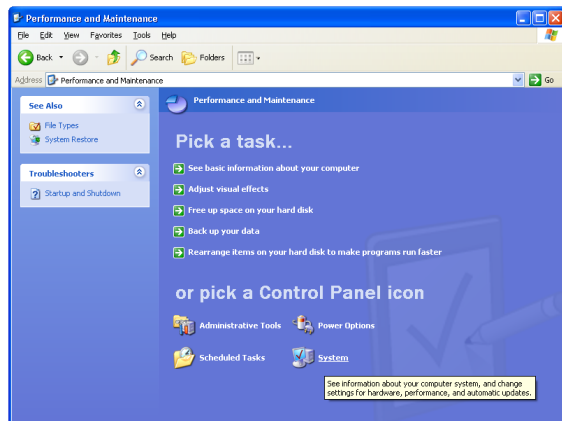 Performance and Maintenance
File Edit View Favorites Tools Help
Back Search Folders
Address Performance and Maintenance Go
See Also
File Types
System Restore
Troubleshooters
Startup and Shutdown
Performance and Maintenance
Pick a task...
See basic information about your computer
Adjust visual effects
Free up space on your hard disk
Back up your data
Rearrange items on your hard disk to make programs run faster
or pick a Control Panel icon
Administrative Tools Power Options
Scheduled Tasks System
See information about your computer system, and change
settings for hardware, performance, and automatic updates.